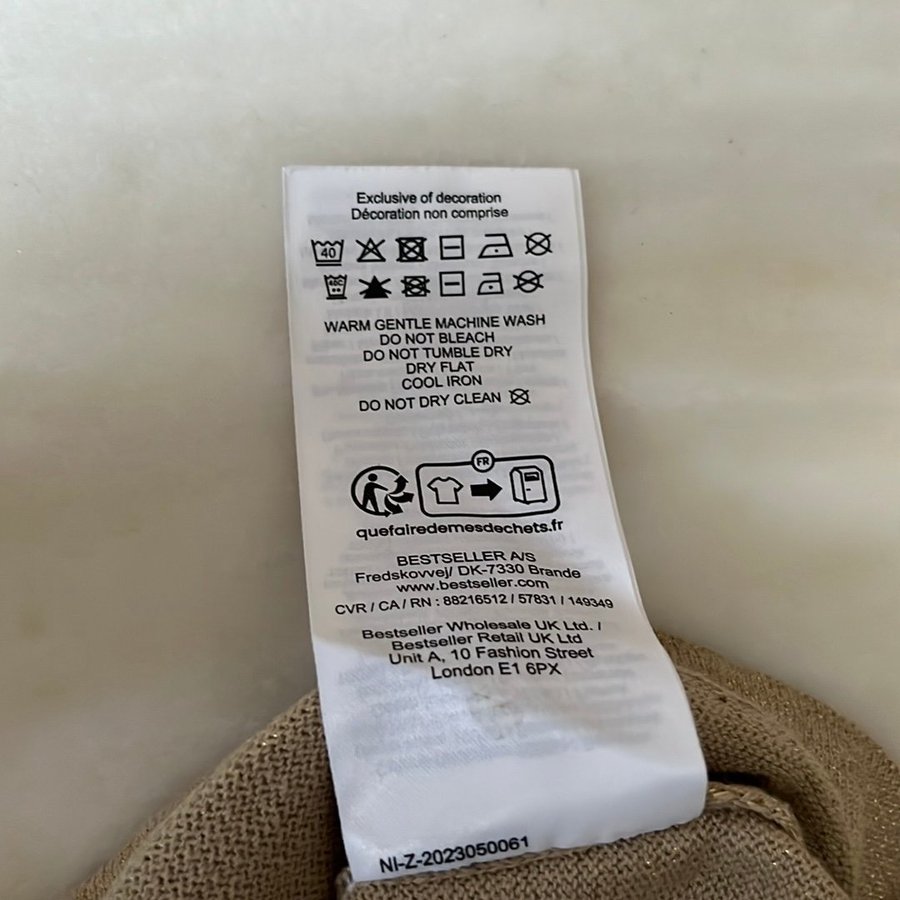 Exclusive of decoration
Décoration non comprise
40
40C
WARM GENTLE MACHINE WASH
DO NOT BLEACH
DO NOT TUMBLE DRY
DRY FLAT
COOL IRON
DO NOT DRY CLEAN
FR
quefairedemesdechets.fr
BESTSELLER A/S
Fredskovvej/ DK-7330 Brande
www.bestseller.com
CVR / CA / RN : 88216512 / 57831 / 149349
Bestseller Wholesale UK Ltd. /
Bestseller Retail UK Ltd
Unit A, 10 Fashion Street
London E1 6PX
NI-Z-2023050061